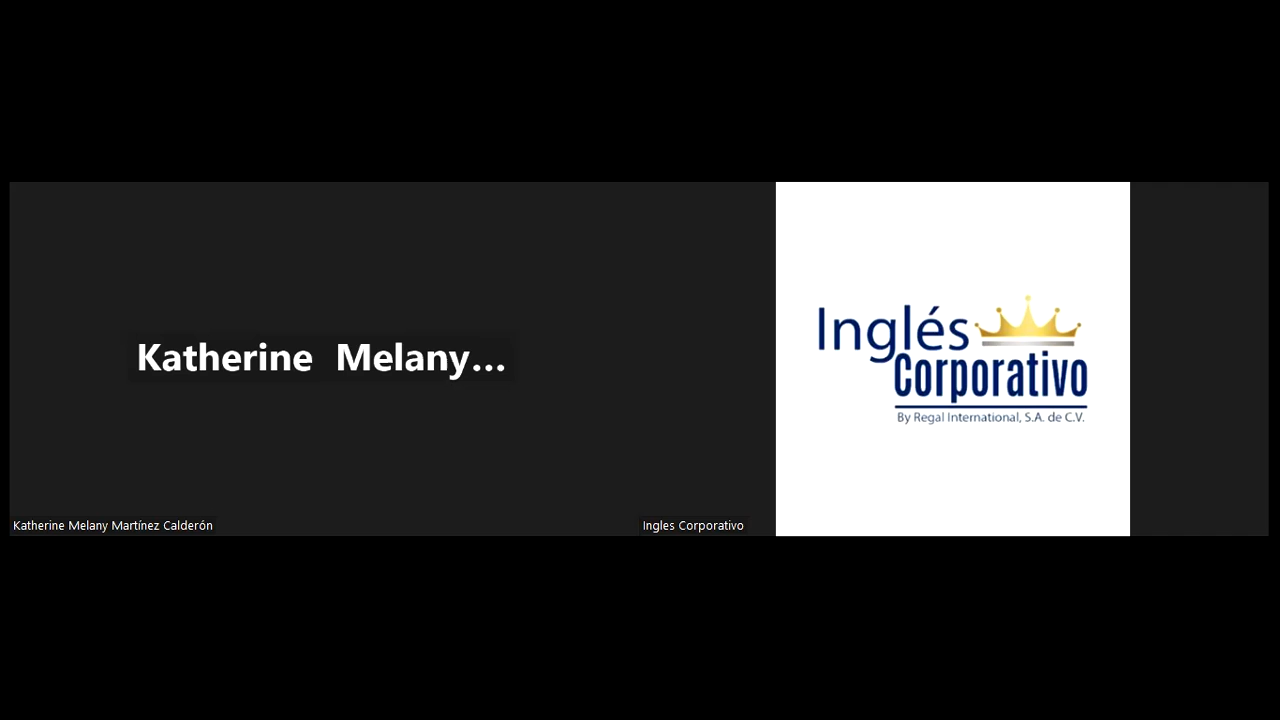 Katherine  Melany...
Katherine Melany Martínez Calderón
Inglés
Corporativo
By Regal International, S.A. de C.V.
Ingles Corporativo